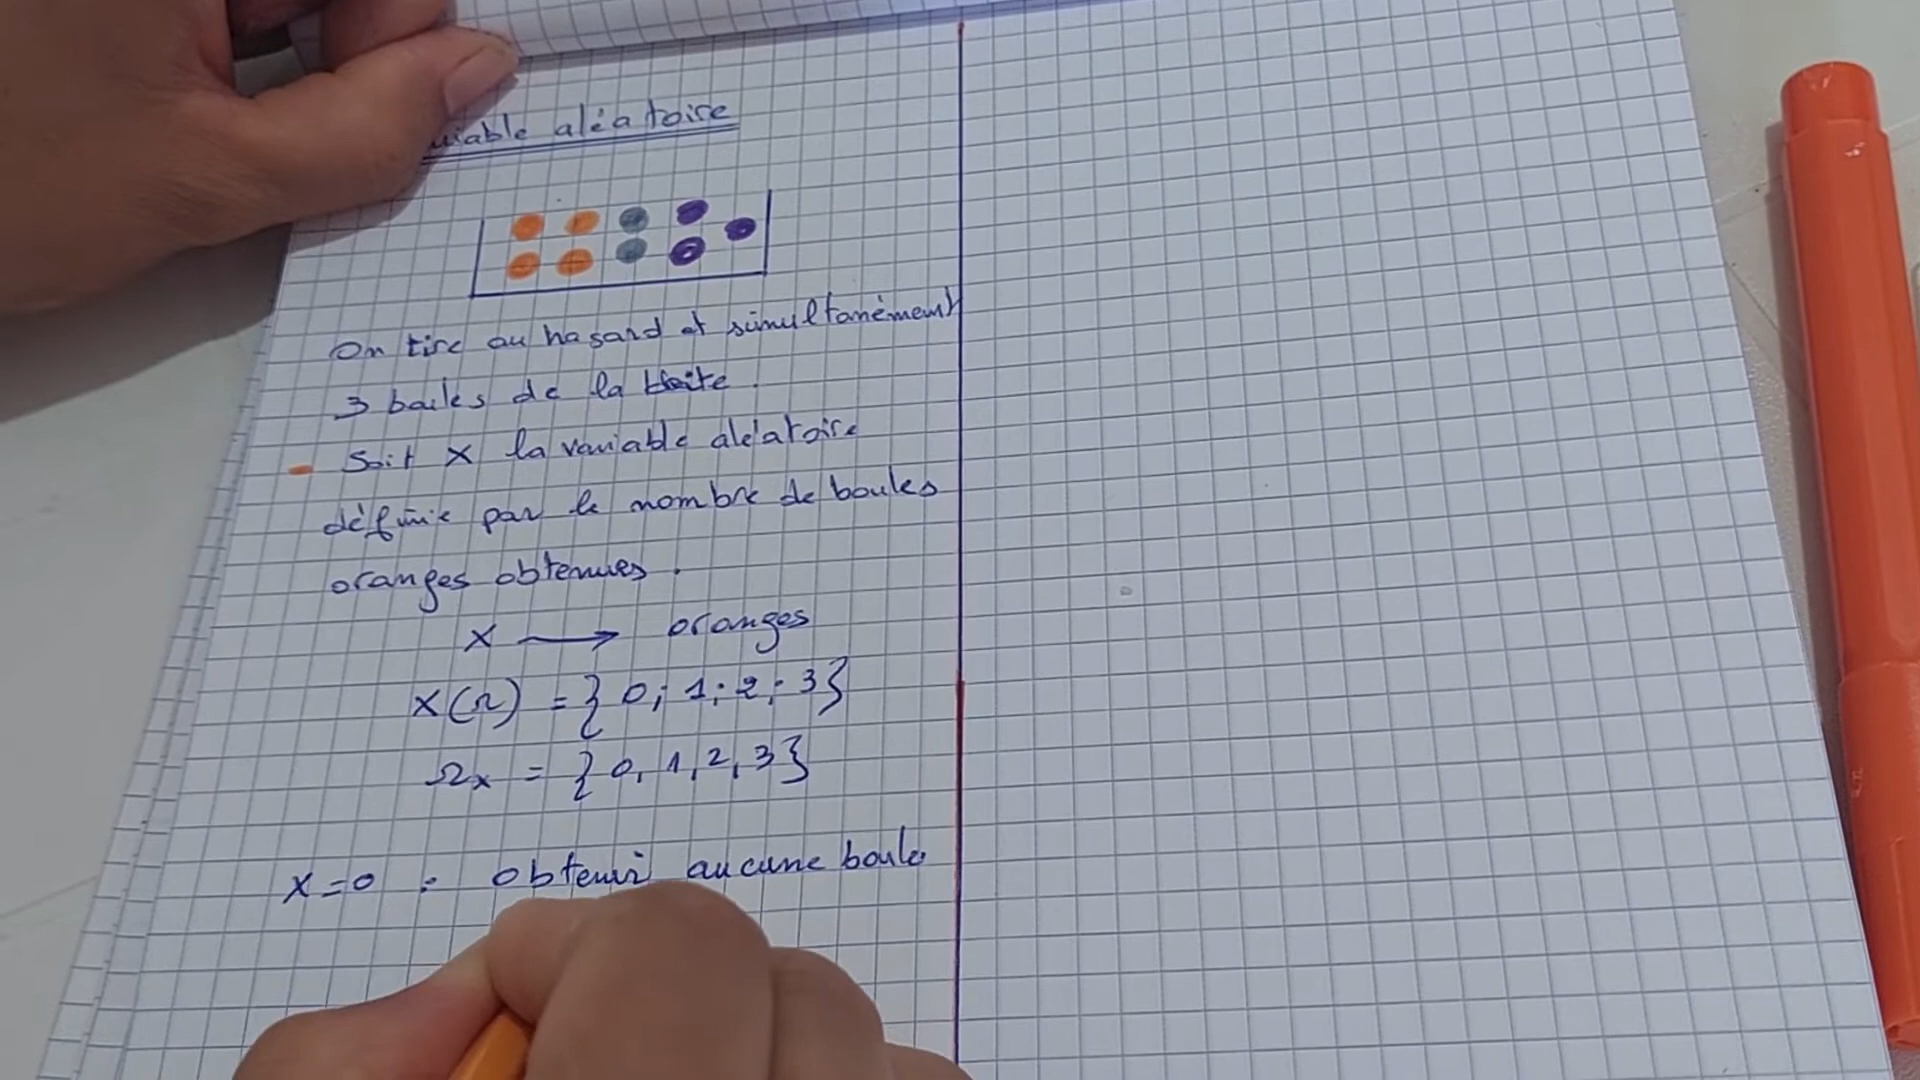 aléatoire
On tire au hasard et simultanément
3 boules de la boite.
- Soit X la variable aléatoire
définie par le nombre de boules
oranges obtenues.
X → oranges
X(Ω) = { 0; 1; 2; 3}
Ωx = { 0, 1, 2, 3}
X=0 : obtenir aucune boule